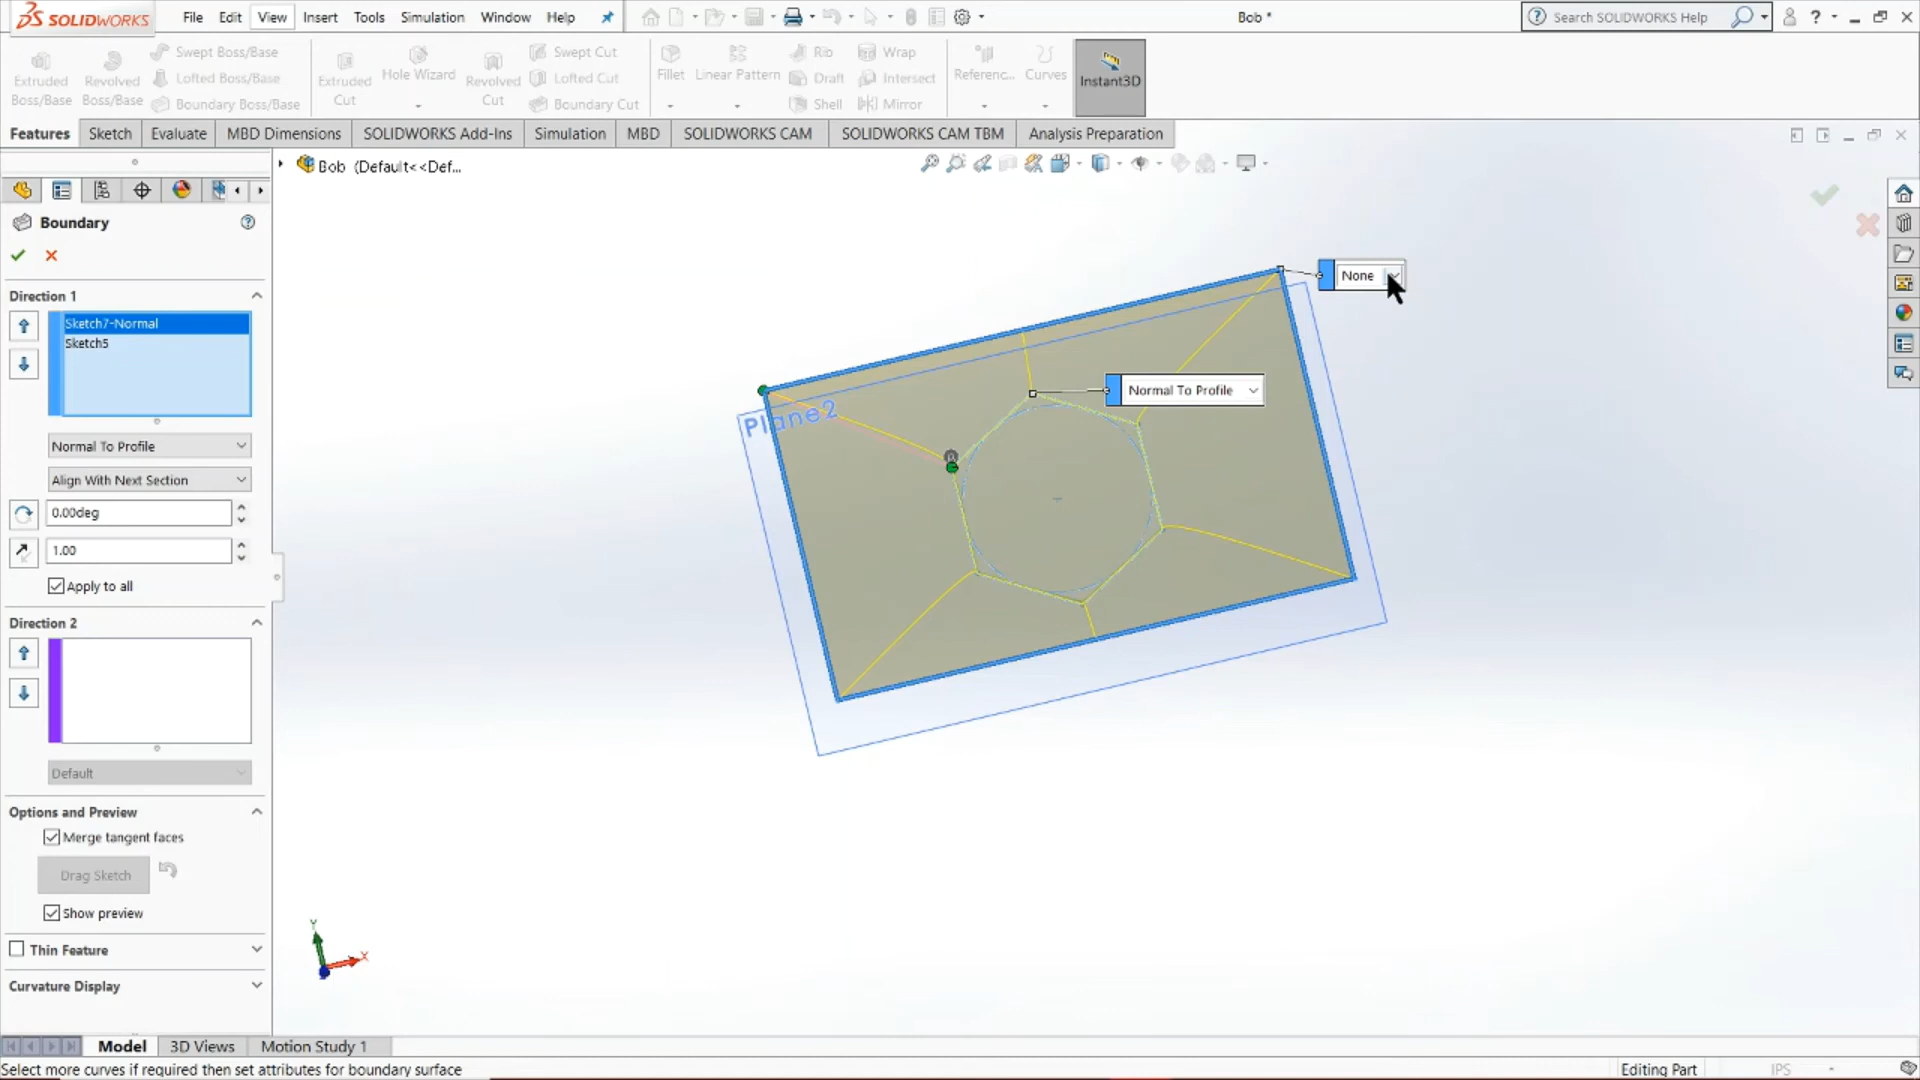 SOLIDWORKS File Edit View Insert Tools Simulation Window Help Bob * Search SOLIDWORKS Help ?
Extruded Boss/Base
Revolved Boss/Base
Swept Boss/Base
Lofted Boss/Base
Boundary Boss/Base
Extruded Cut
Hole Wizard
Revolved Cut
Swept Cut
Lofted Cut
Boundary Cut
Fillet
Linear Pattern
Rib
Draft
Shell
Wrap
Intersect
Mirror
Referenc...
Curves
Instant3D
Features Sketch Evaluate MBD Dimensions SOLIDWORKS Add-Ins Simulation MBD SOLIDWORKS CAM SOLIDWORKS CAM TBM Analysis Preparation
Bob (Default<<Def...
Boundary
Direction 1
Sketch7-Normal
Sketch5
Normal To Profile
Align With Next Section
0.00deg
1.00
Apply to all
Direction 2
Default
Options and Preview
Merge tangent faces
Drag Sketch
Show preview
Thin Feature
Curvature Display
None
Normal To Profile
Plane2
Y
X
Model 3D Views Motion Study 1
Select more curves if required then set attributes for boundary surface Editing Part IPS